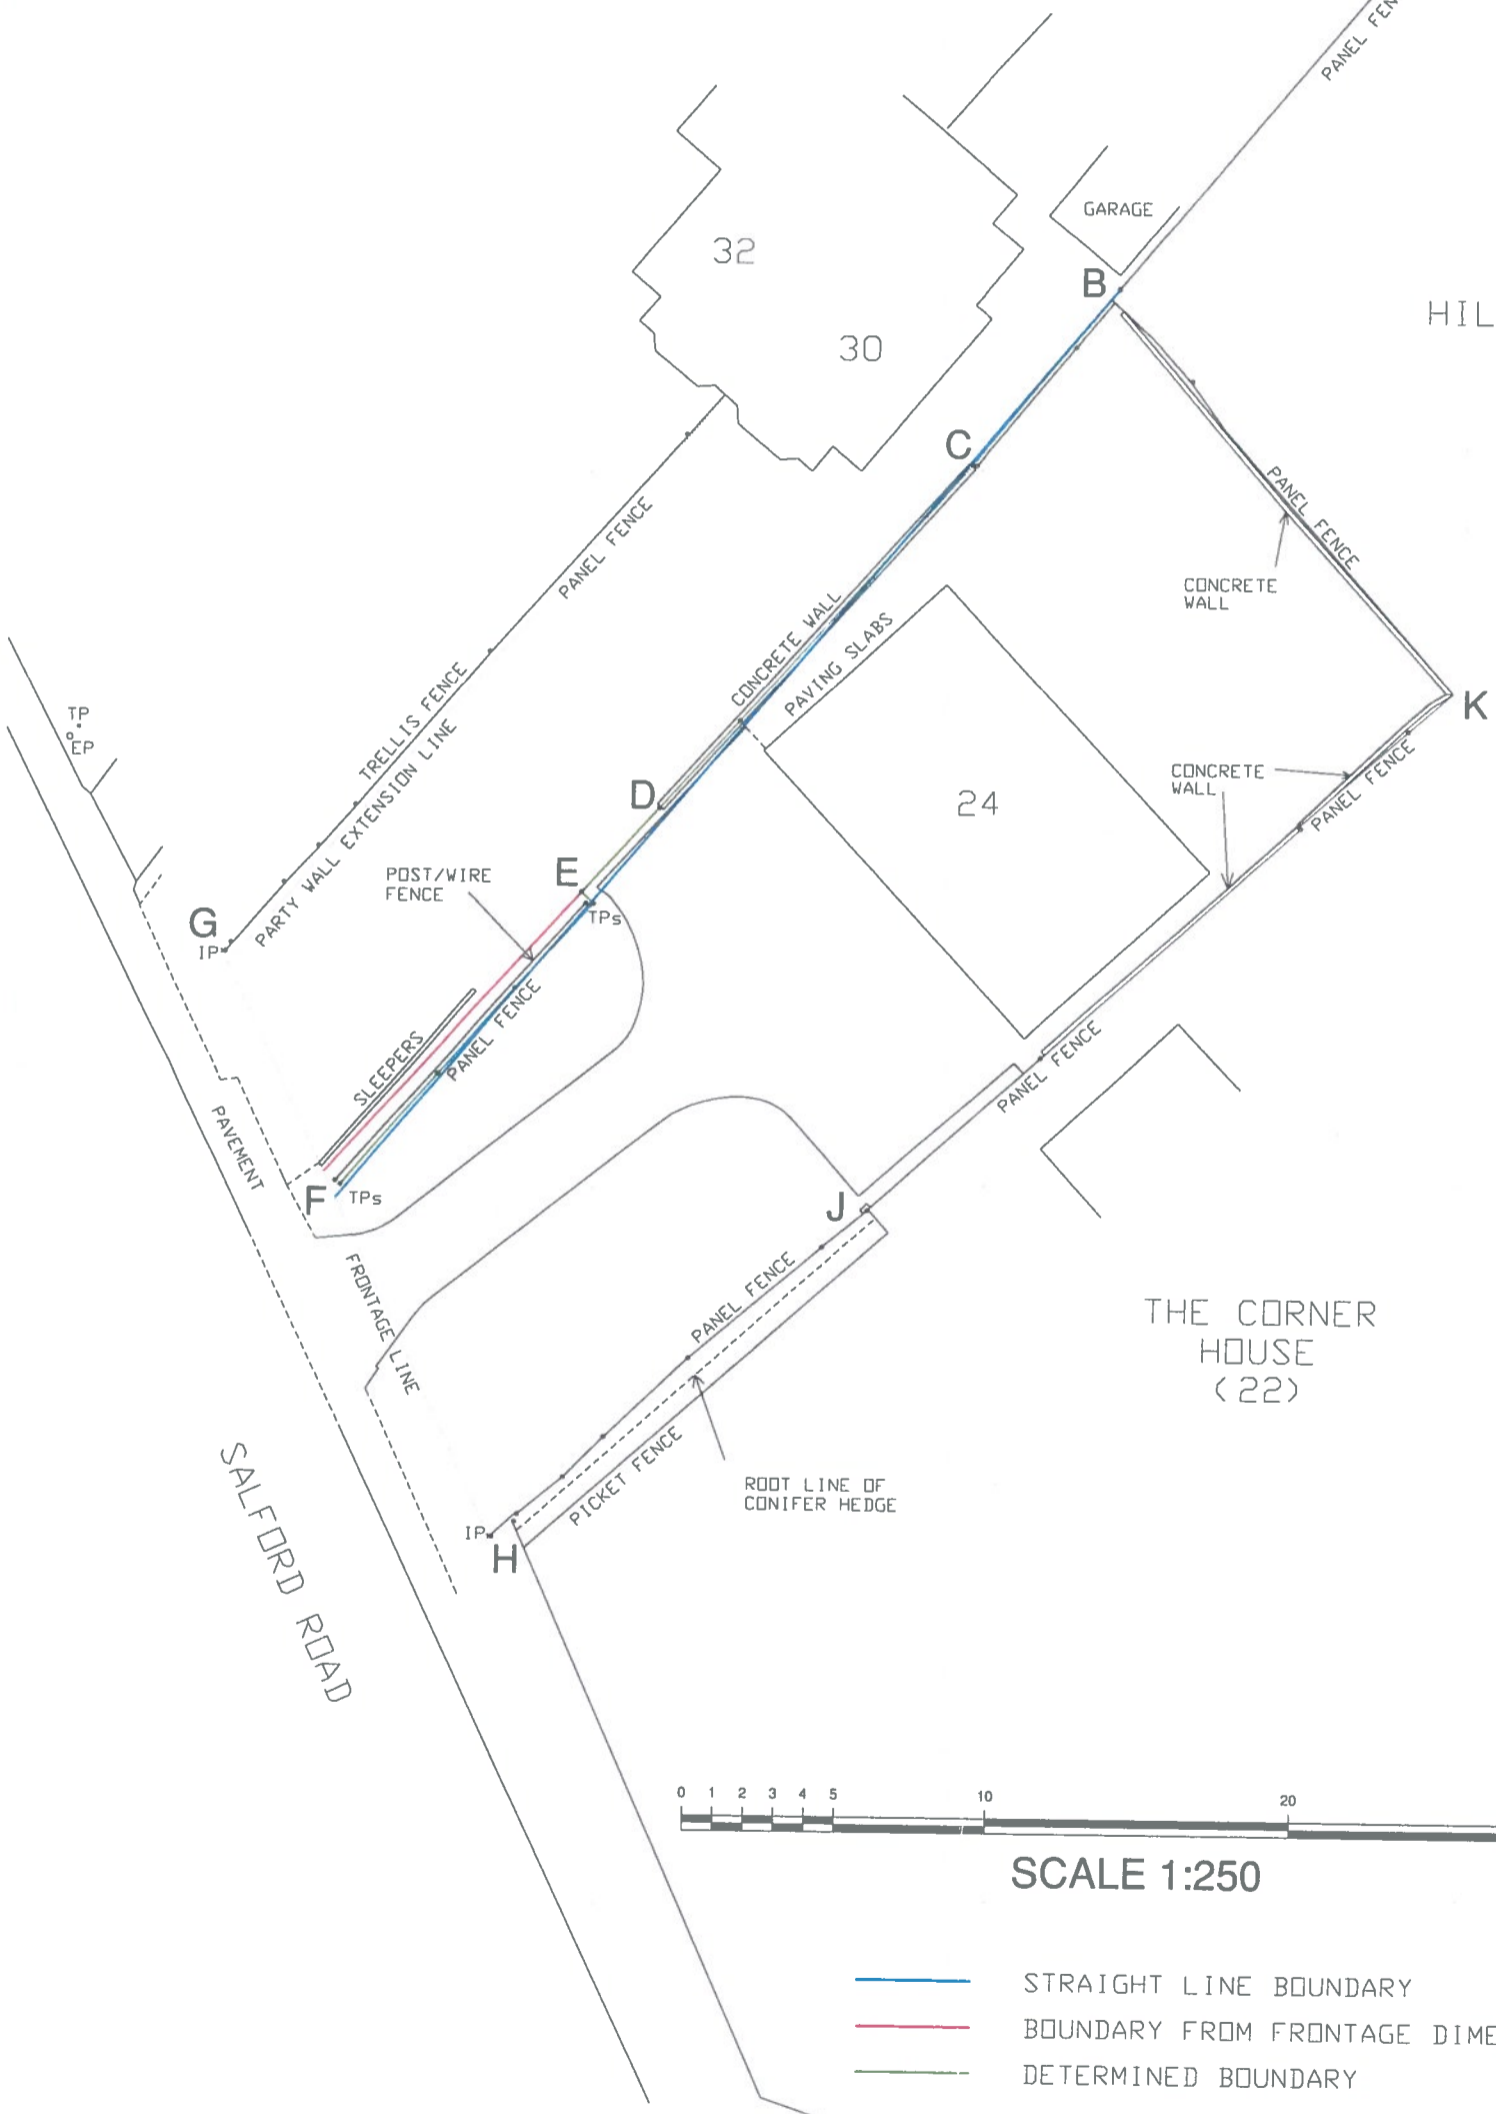 PANEL FEN
GARAGE
32
B
HIL
30
C
PANEL FENCE
PANEL FENCE
CONCRETE
WALL
CONCRETE WALL
PAVING SLABS
TRELLIS FENCE
PARTY WALL EXTENSION LINE
K
TP
EP
D
CONCRETE
WALL
PANEL FENCE
24
POST/WIRE
FENCE
E
G
IP
TPs
PANEL FENCE
SLEEPERS
PANEL FENCE
PAVEMENT
F
TPs
J
FRONTAGE LINE
PANEL FENCE
THE CORNER
HOUSE
(22)
PICKET FENCE
ROOT LINE OF
CONIFER HEDGE
IP
H
SALFORD ROAD
0 1 2 3 4 5 10 20
SCALE 1:250
STRAIGHT LINE BOUNDARY
BOUNDARY FROM FRONTAGE DIME
DETERMINED BOUNDARY